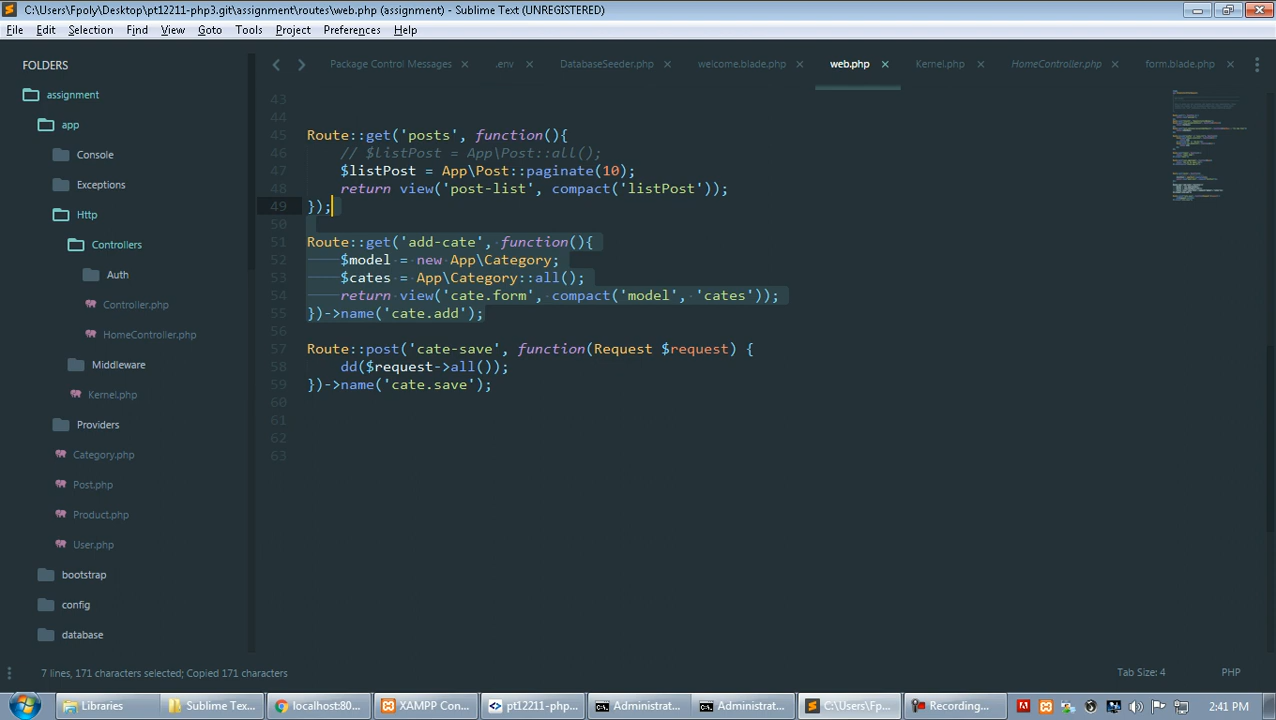 C:\Users\Fpoly\Desktop\pt12211-php3.git\assignment\routes\web.php (assignment) - Sublime Text (UNREGISTERED)
File Edit Selection Find View Goto Tools Project Preferences Help
FOLDERS
assignment
app
Console
Exceptions
Http
Controllers
Auth
Controller.php
HomeController.php
Middleware
Kernel.php
Providers
Category.php
Post.php
Product.php
User.php
bootstrap
config
database
Package Control Messages .env DatabaseSeeder.php welcome.blade.php web.php Kernel.php HomeController.php form.blade.php
43
44
45 Route::get('posts', function(){
46 // $listPost = App\Post::all();
47 $listPost = App\Post::paginate(10);
48 return view('post-list', compact('listPost'));
49 });
50
51 Route::get('add-cate', function(){
52 $model = new App\Category;
53 $cates = App\Category::all();
54 return view('cate.form', compact('model', 'cates'));
55 })->name('cate.add');
56
57 Route::post('cate-save', function(Request $request) {
58 dd($request->all());
59 })->name('cate.save');
60
61
62
63
7 lines, 171 characters selected; Copied 171 characters Tab Size: 4 PHP
Libraries Sublime Tex... localhost:80... XAMPP Con... pt12211-php... Administrat... Administrat... C:\Users\Fp... Recording... 2:41 PM